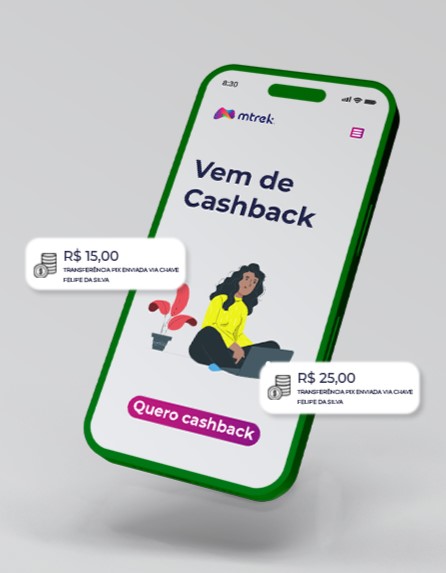 8:30
mtrek
Vem de
Cashback
R$ 15,00
TRANSFERÊNCIA PIX ENVIADA VIA CHAVE
FELIPE DA SILVA
R$ 25,00
TRANSFERÊNCIA PIX ENVIADA VIA CHAVE
FELIPE DA SILVA
Quero cashback